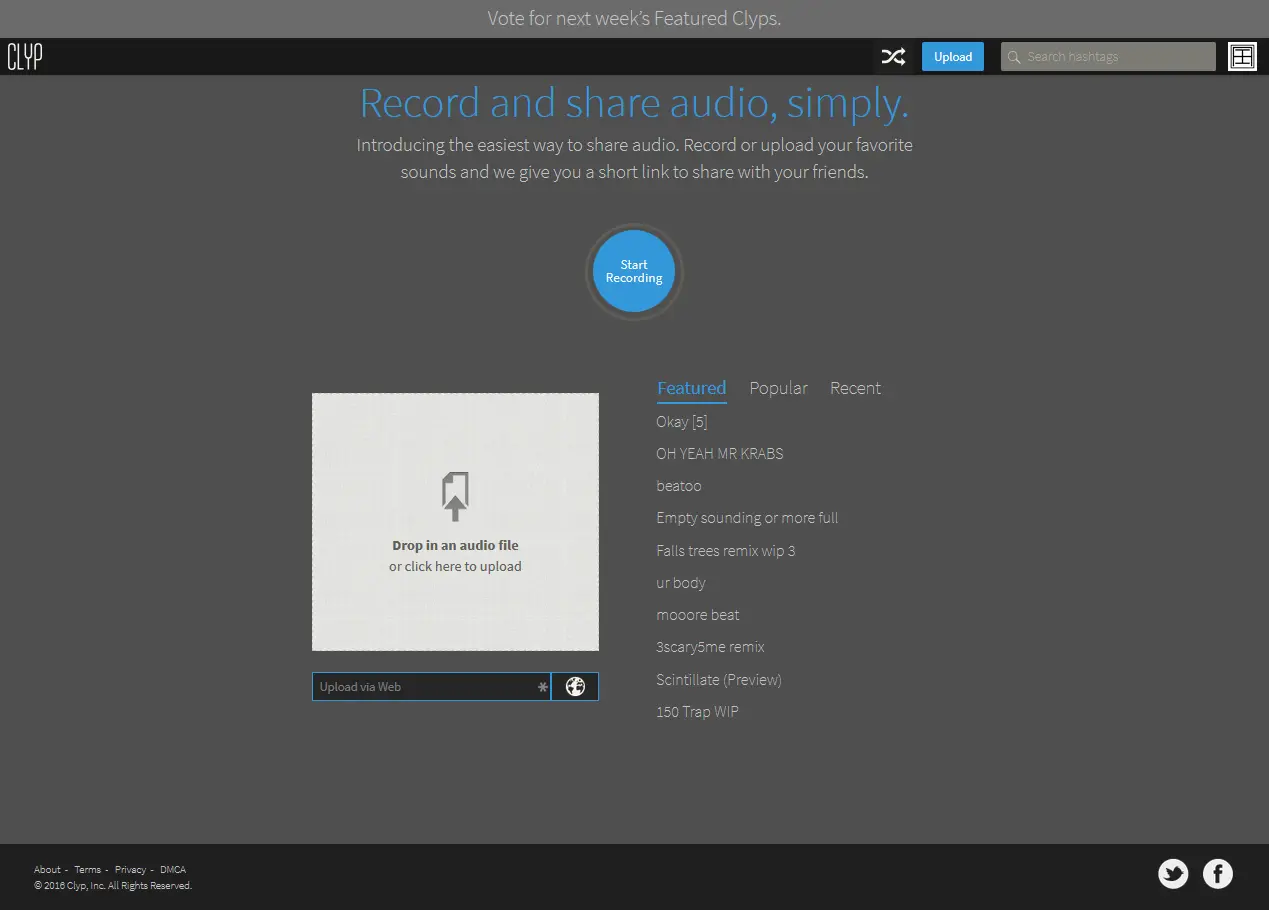 Vote for next week's Featured Clyps.
CLYP
Upload
Search hashtags
Record and share audio, simply.
Introducing the easiest way to share audio. Record or upload your favorite
sounds and we give you a short link to share with your friends.
Start
Recording
Featured Popular Recent
Okay [5]
OH YEAH MR KRABS
beatoo
Empty sounding or more full
Falls trees remix wip 3
ur body
mooore beat
3scary5me remix
Scintillate (Preview)
150 Trap WIP
Drop in an audio file
or click here to upload
Upload via Web
About - Terms - Privacy - DMCA
© 2016 Clyp, Inc. All Rights Reserved.